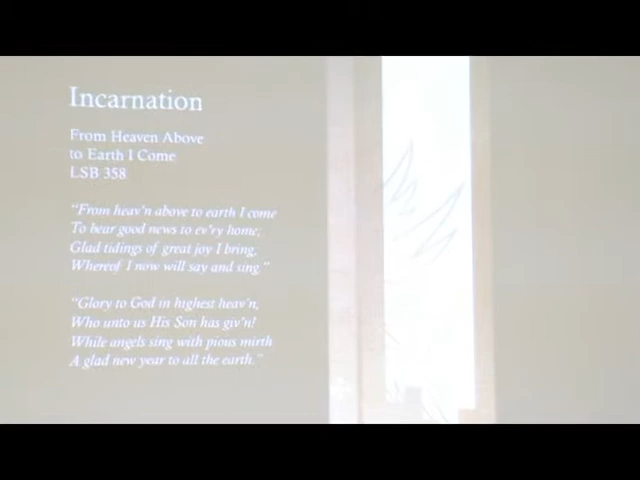 Incarnation
From Heaven Above
to Earth I Come
LSB 358
“From heav'n above to earth I come
To bear good news to ev'ry home;
Glad tidings of great joy I bring,
Whereof I now will say and sing.”
“Glory to God in highest heav'n,
Who unto us His Son has giv'n!
While angels sing with pious mirth
A glad new year to all the earth.”